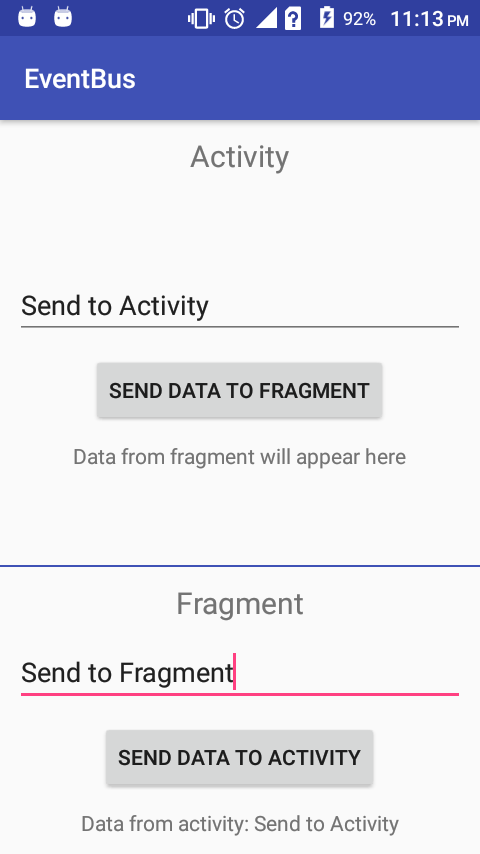 92% 11:13 PM
EventBus
Activity
Send to Activity
SEND DATA TO FRAGMENT
Data from fragment will appear here
Fragment
Send to Fragment
SEND DATA TO ACTIVITY
Data from activity: Send to Activity